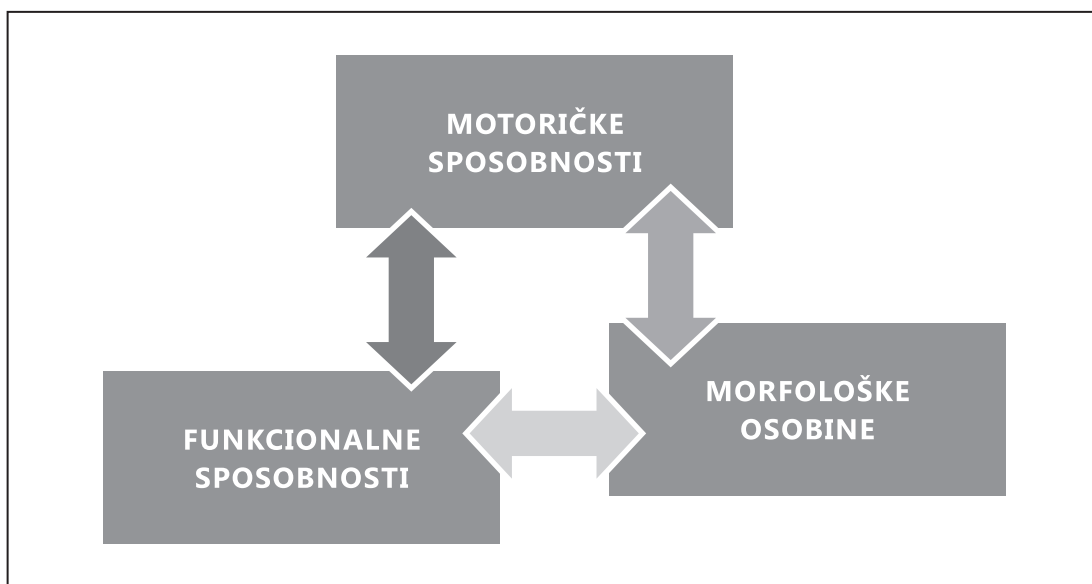 MOTORIČKE
SPOSOBNOSTI
MORFOLOŠKE
OSOBINE
FUNKCIONALNE
SPOSOBNOSTI